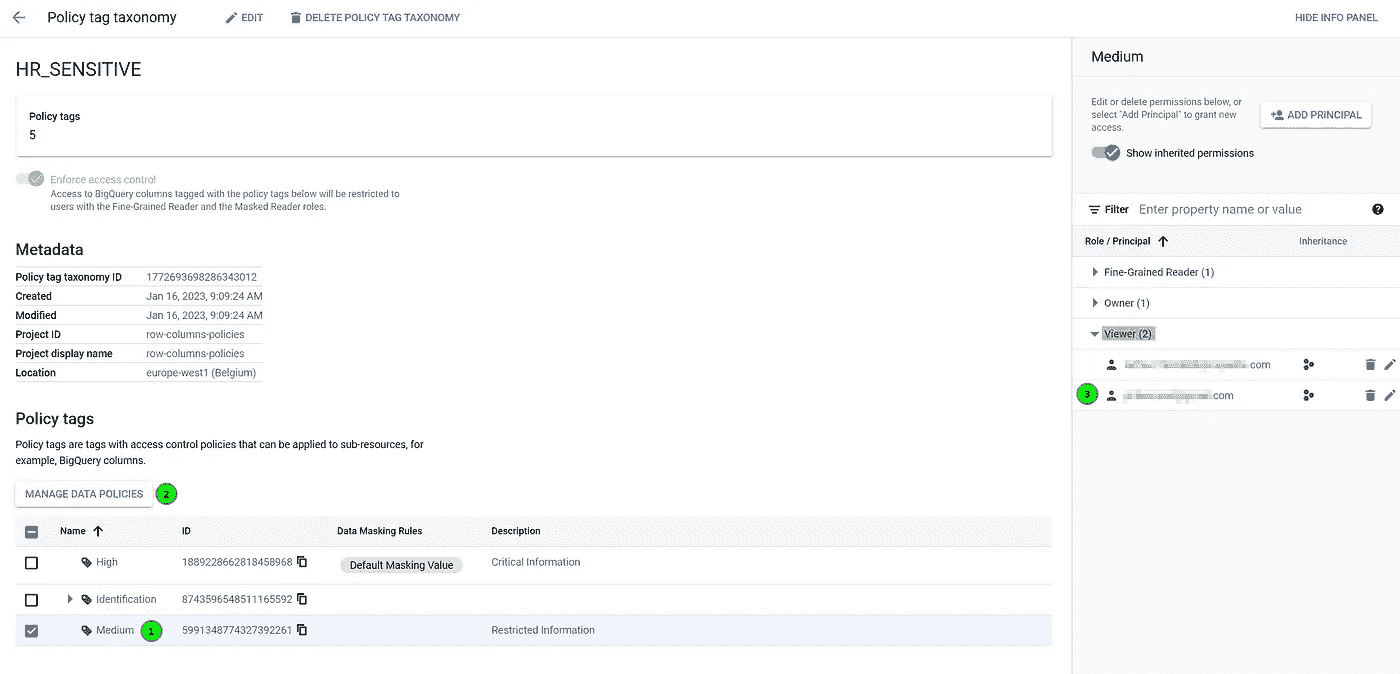 Policy tag taxonomy EDIT DELETE POLICY TAG TAXONOMY HIDE INFO PANEL
HR_SENSITIVE
Policy tags
5
Enforce access control
Access to BigQuery columns tagged with the policy tags below will be restricted to
users with the Fine-Grained Reader and the Masked Reader roles.
Metadata
Policy tag taxonomy ID 1772693698286343012
Created Jan 16, 2023, 9:09:24 AM
Modified Jan 16, 2023, 9:09:24 AM
Project ID row-columns-policies
Project display name row-columns-policies
Location europe-west1 (Belgium)
Policy tags
Policy tags are tags with access control policies that can be applied to sub-resources, for
example, BigQuery columns.
MANAGE DATA POLICIES 2
Name ID Data Masking Rules Description
High 1889228662818458968 Default Masking Value Critical Information
Identification 8743596548511165592
Medium 1 5991348774327392261 Restricted Information
Medium
Edit or delete permissions below, or
select "Add Principal" to grant new
access.
ADD PRINCIPAL
Show inherited permissions
Filter Enter property name or value
Role / Principal Inheritance
Fine-Grained Reader (1)
Owner (1)
Viewer (2)
.com
3 .com